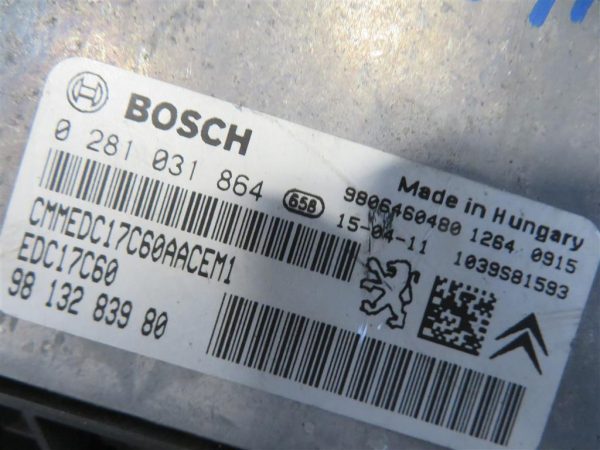 BOSCH
0 281 031 864
658
Made in Hungary
9806460480 1264 0915
15-04-11
1039S81593
CMMEDC17C60AACEM1
EDC17C60
98 132 839 80